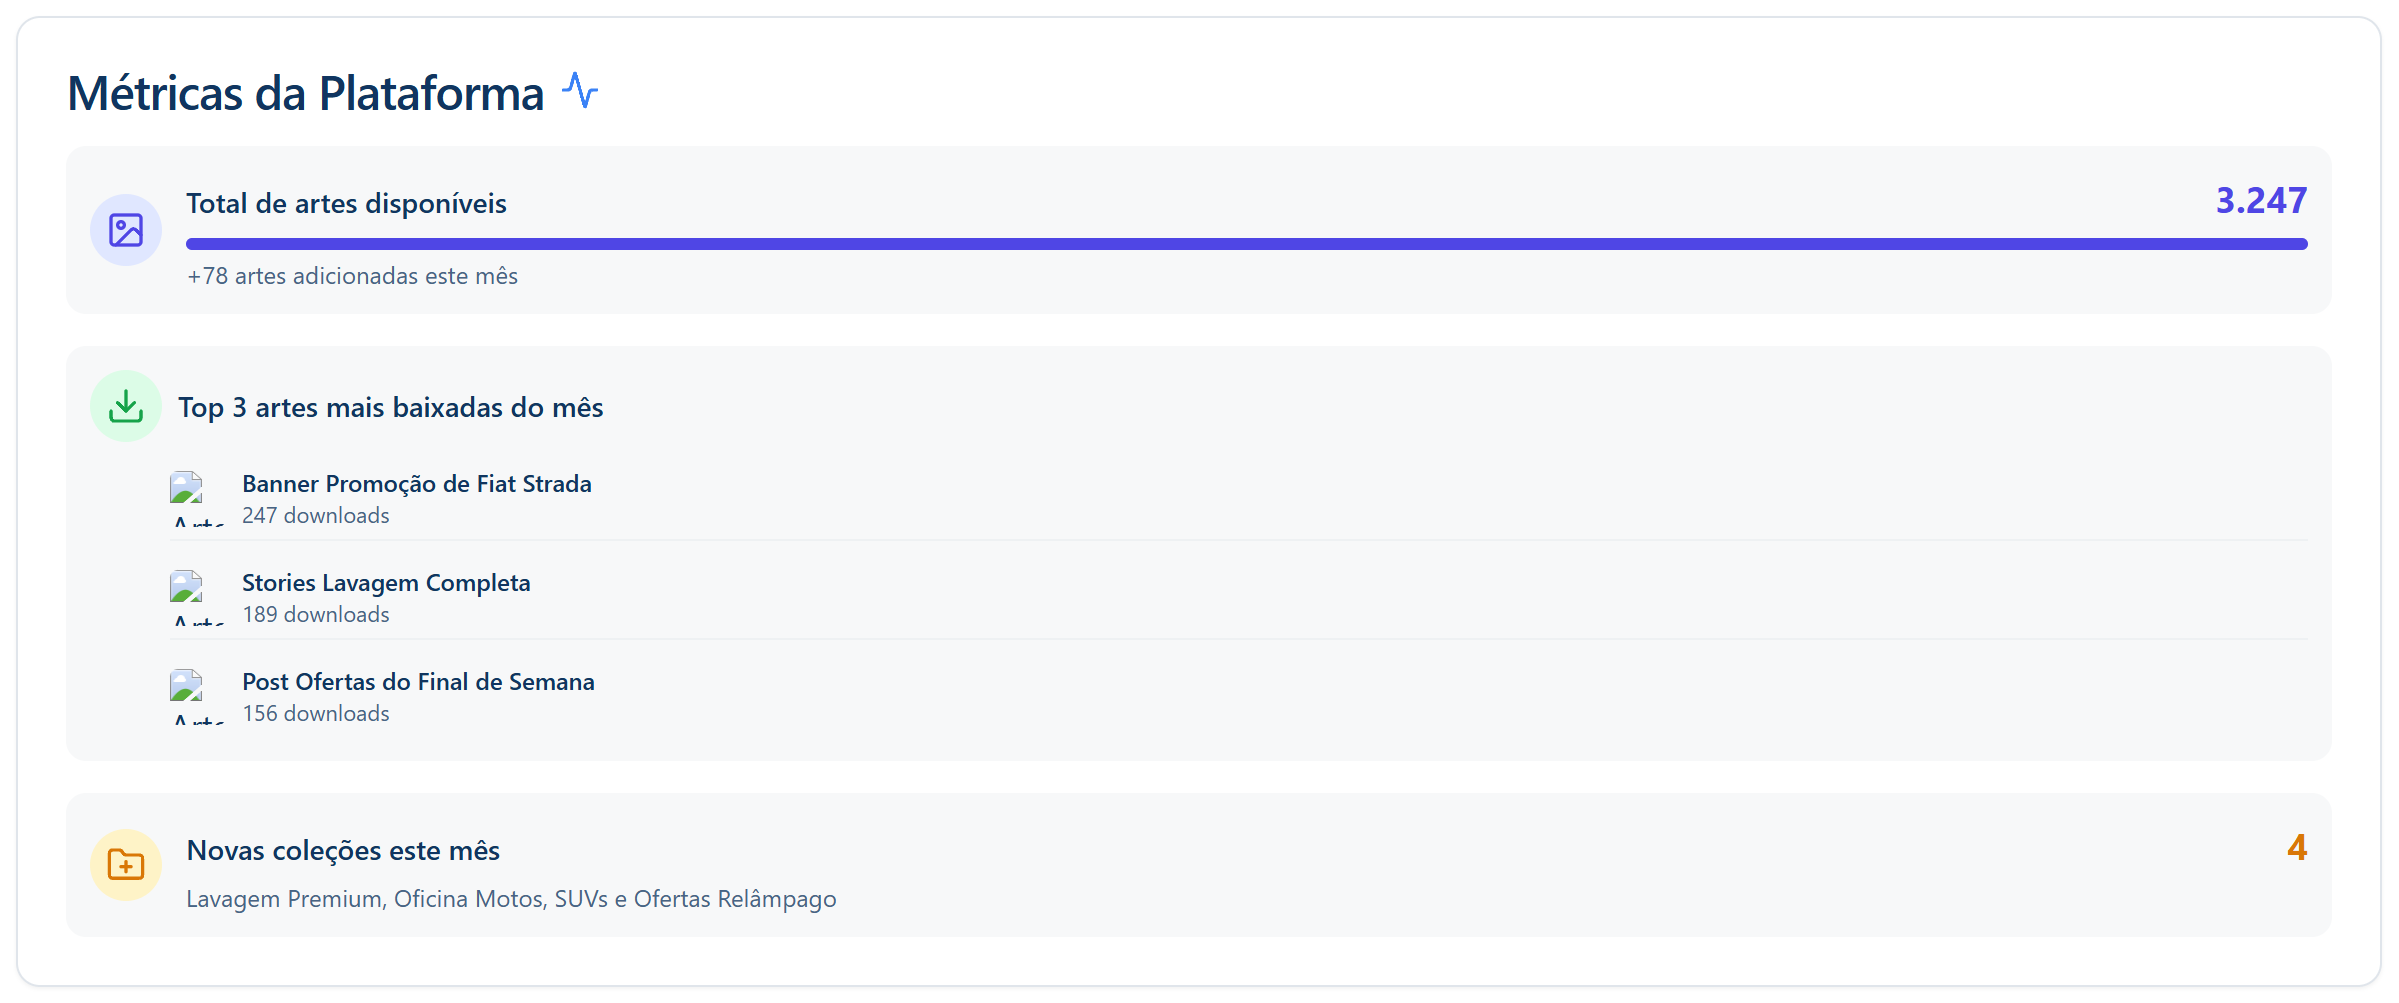 Métricas da Plataforma
Total de artes disponíveis
3.247
+78 artes adicionadas este mês
Top 3 artes mais baixadas do mês
Banner Promoção de Fiat Strada
247 downloads
Stories Lavagem Completa
189 downloads
Post Ofertas do Final de Semana
156 downloads
Novas coleções este mês
4
Lavagem Premium, Oficina Motos, SUVs e Ofertas Relâmpago